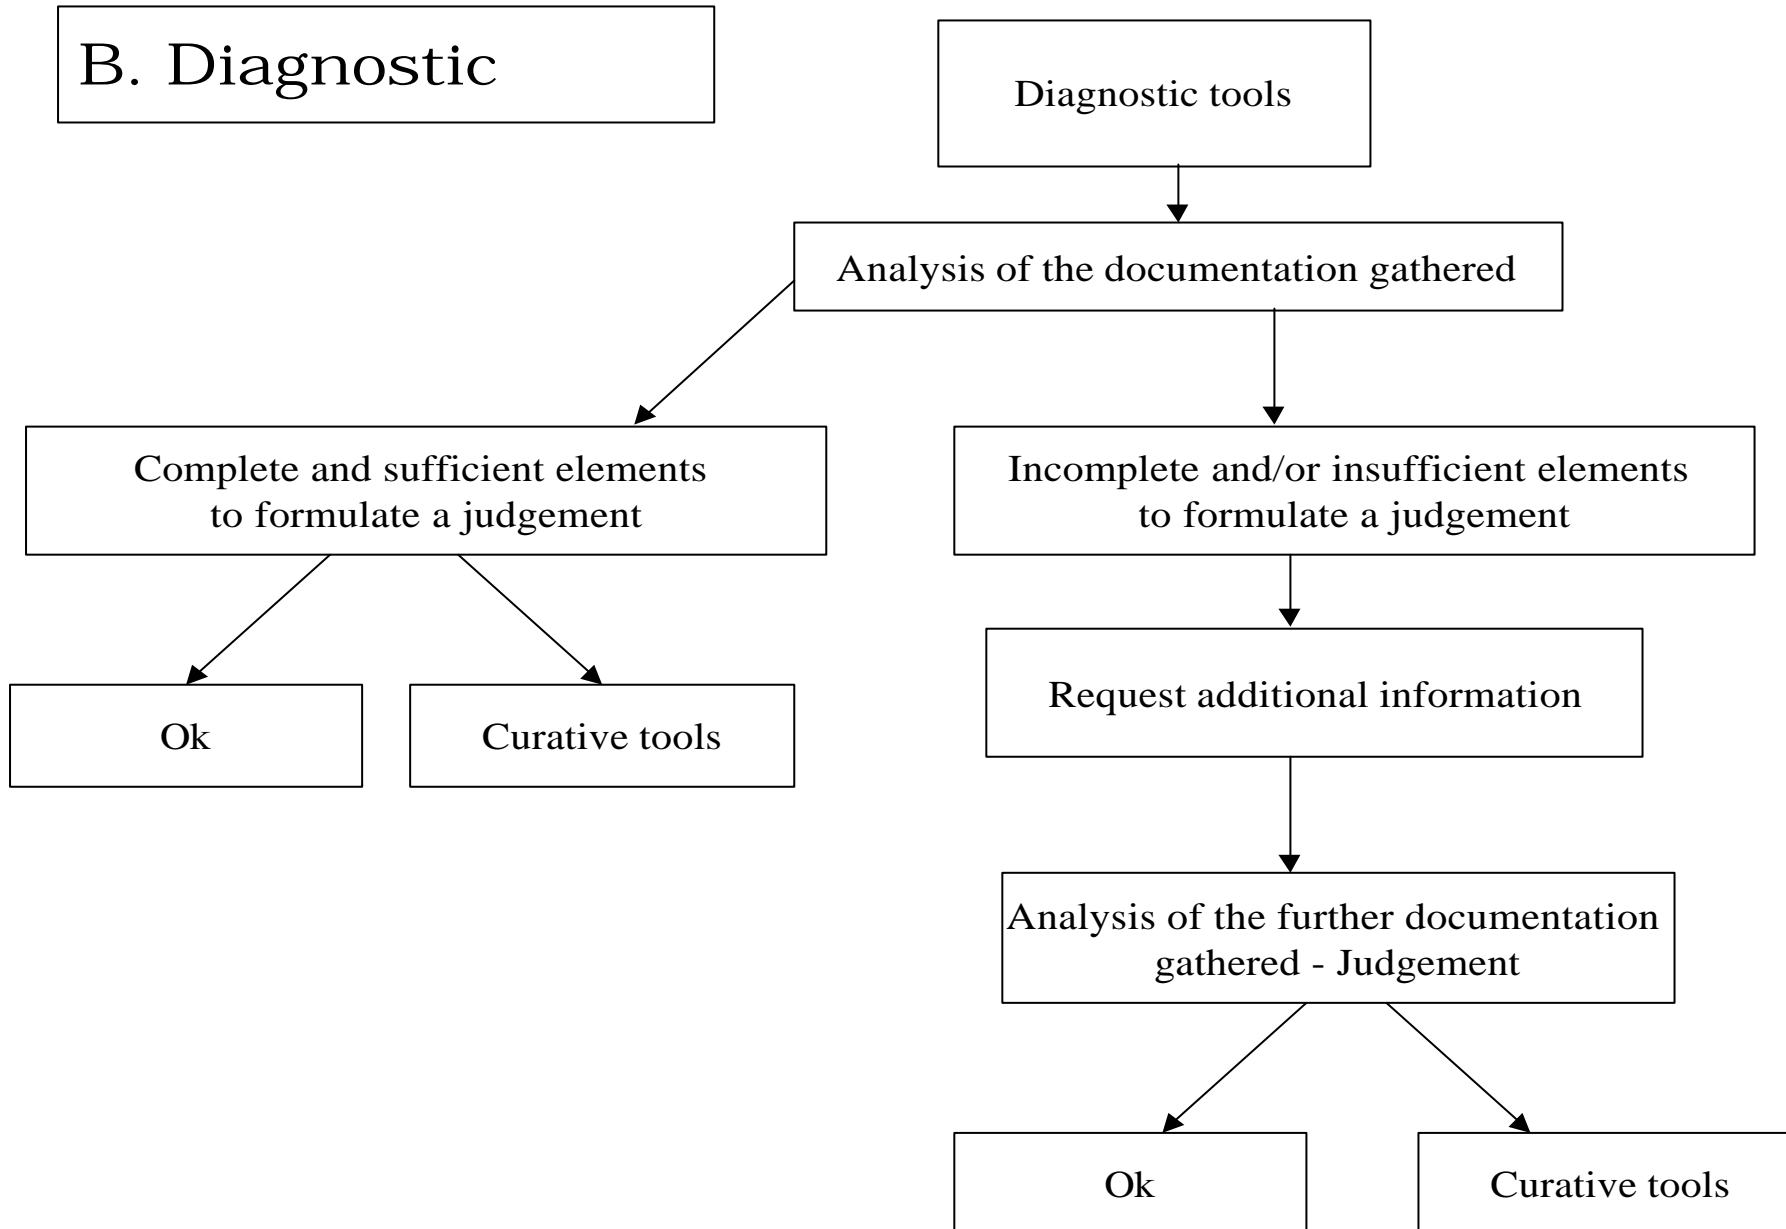 B. Diagnostic
Diagnostic tools
Analysis of the documentation gathered
Complete and sufficient elements
to formulate a judgement
Incomplete and/or insufficient elements
to formulate a judgement
Request additional information
Ok
Curative tools
Analysis of the further documentation
gathered - Judgement
Ok
Curative tools